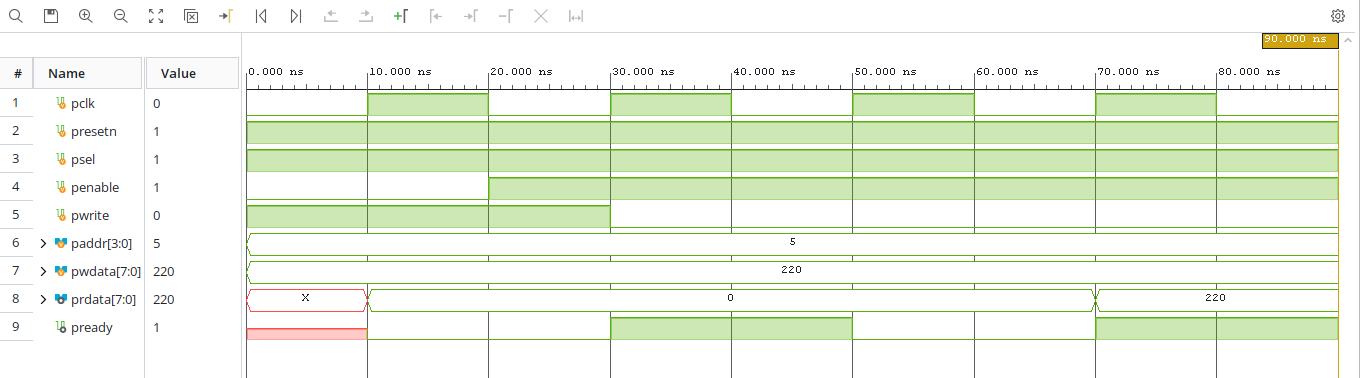 90.000 ns
# Name Value
0.000 ns 10.000 ns 20.000 ns 30.000 ns 40.000 ns 50.000 ns 60.000 ns 70.000 ns 80.000 ns
1 pclk 0
2 presetn 1
3 psel 1
4 penable 1
5 pwrite 0
6 paddr[3:0] 5 5
7 pwdata[7:0] 220 220
8 prdata[7:0] 220 X 0 220
9 pready 1